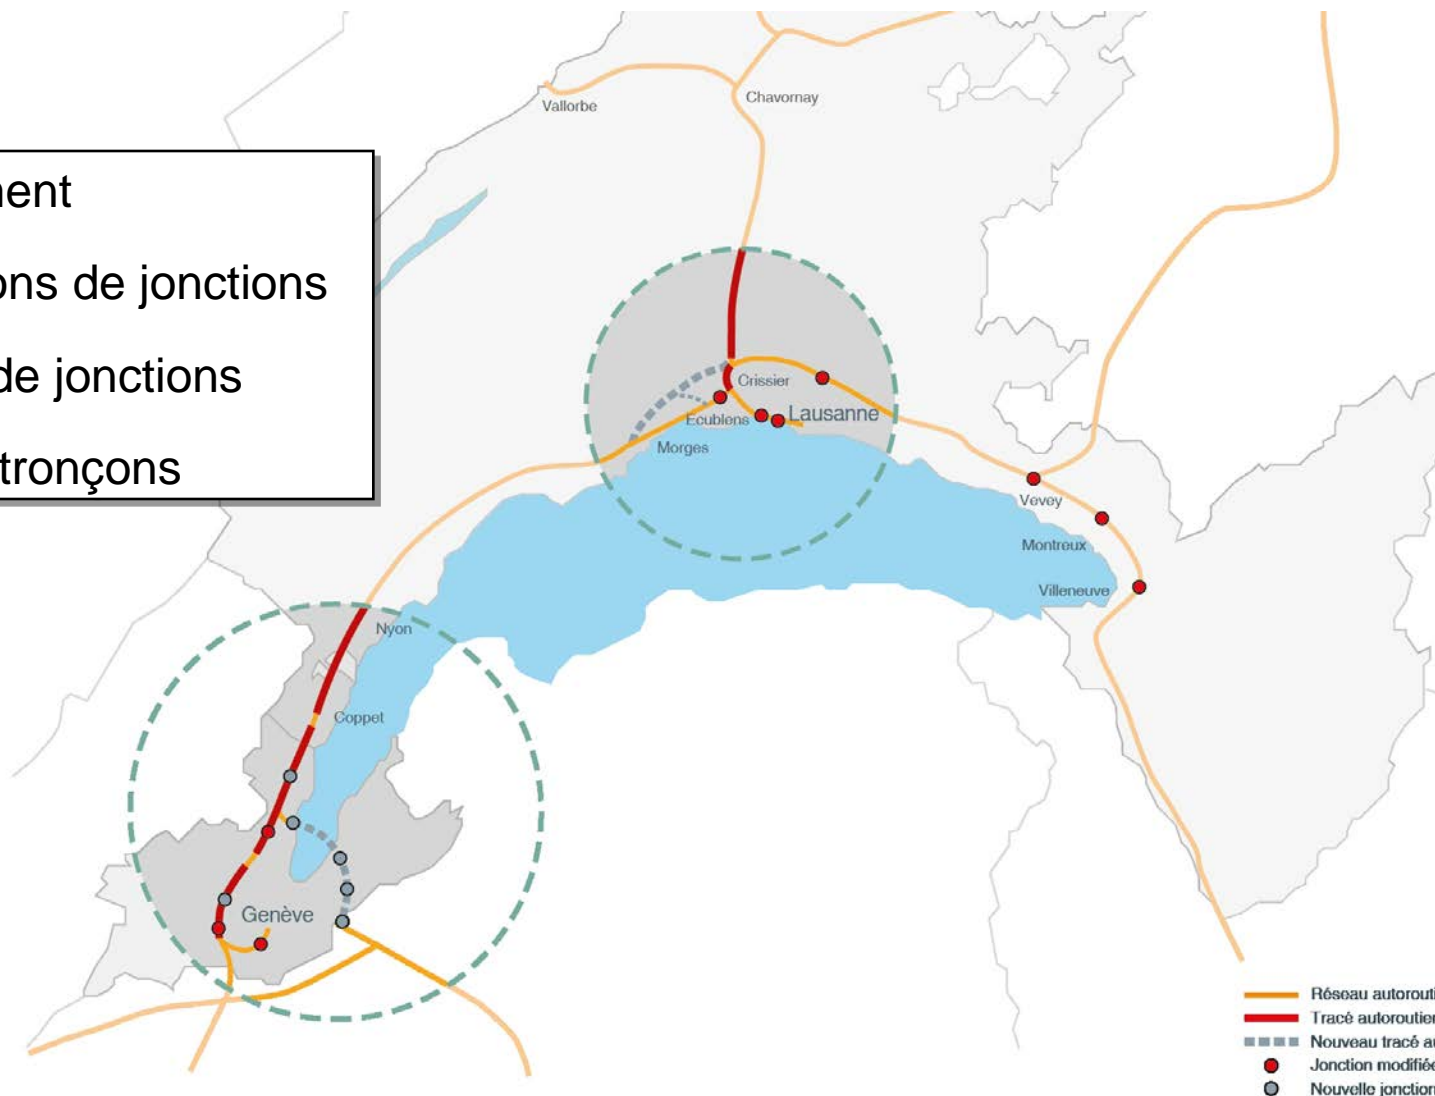 Vallorbe
Chavornay
nent
ons de jonctions
de jonctions
tronçons
Crissier
Ecublens
Lausanne
Morges
Vevey
Montreux
Villeneuve
Nyon
Coppet
Genève
Réseau autorouti
Tracé autoroutier
Nouveau tracé au
Jonction modifiée
Nouvelle jonction